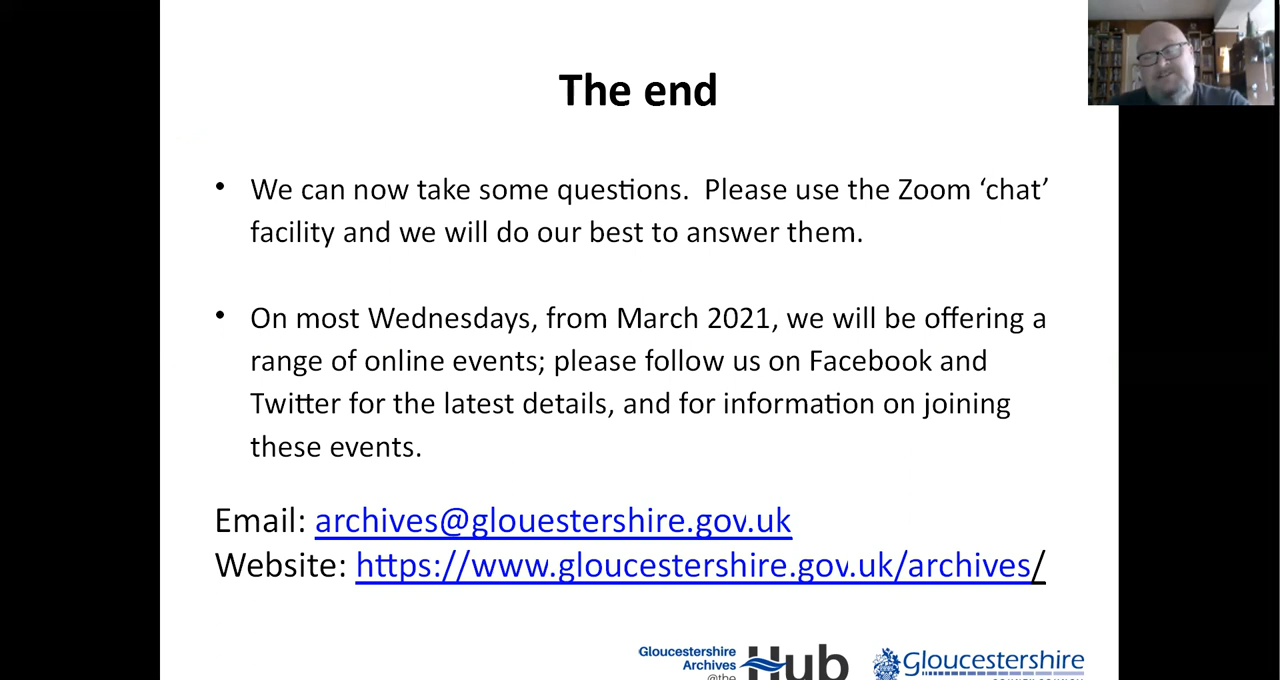 The end
• We can now take some questions.  Please use the Zoom ‘chat’
facility and we will do our best to answer them.
• On most Wednesdays, from March 2021, we will be offering a
range of online events; please follow us on Facebook and
Twitter for the latest details, and for information on joining
these events.
Email: archives@glouestershire.gov.uk
Website: https://www.gloucestershire.gov.uk/archives/
Gloucestershire
Archives
@the
Hub
Gloucestershire